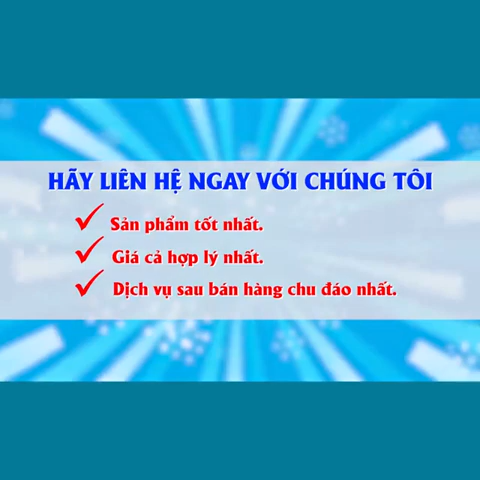 HÃY LIÊN HỆ NGAY VỚI CHÚNG TÔI
Sản phẩm tốt nhất.
Giá cả hợp lý nhất.
Dịch vụ sau bán hàng chu đáo nhất.